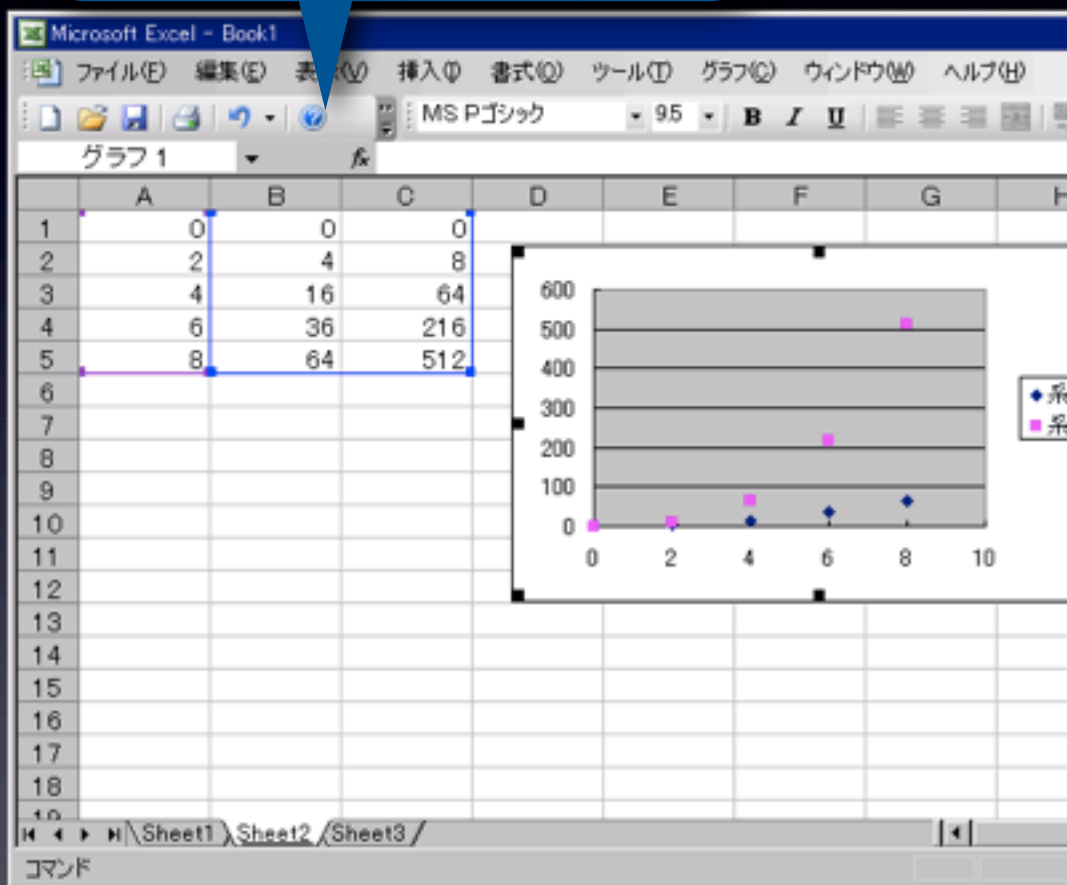 Microsoft Excel - Book1
ファイル(F) 編集(E) 表 (V) 挿入(I) 書式(O) ツール(T) グラフ(C) ウィンドウ(W) ヘルプ(H)
MS Pゴシック 9.5 B I U
グラフ 1 fx
A B C D E F G H
1 0 0 0
2 2 4 8
3 4 16 64
4 6 36 216
5 8 64 512
6
7
8
9
10
11
12
13
14
15
16
17
18
19
600
500
400
300
200
100
0
0 2 4 6 8 10
系
系
Sheet1 Sheet2 Sheet3
コマンド